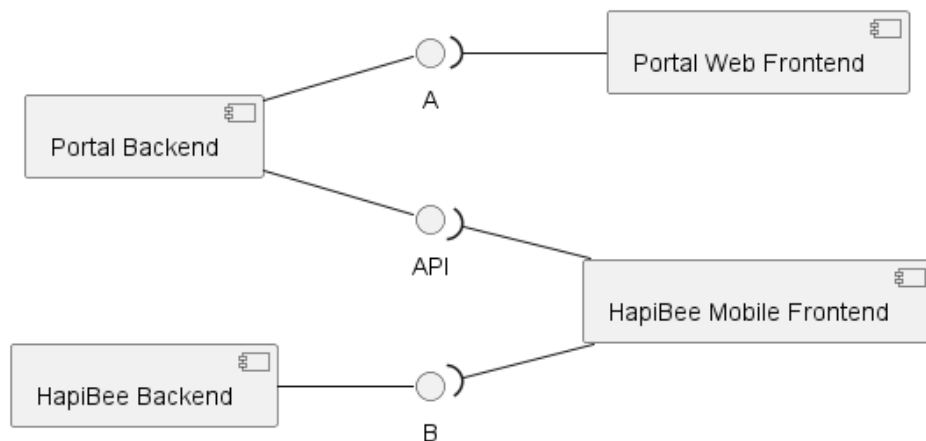 Portal Web Frontend
A
Portal Backend
API
HapiBee Mobile Frontend
HapiBee Backend
B